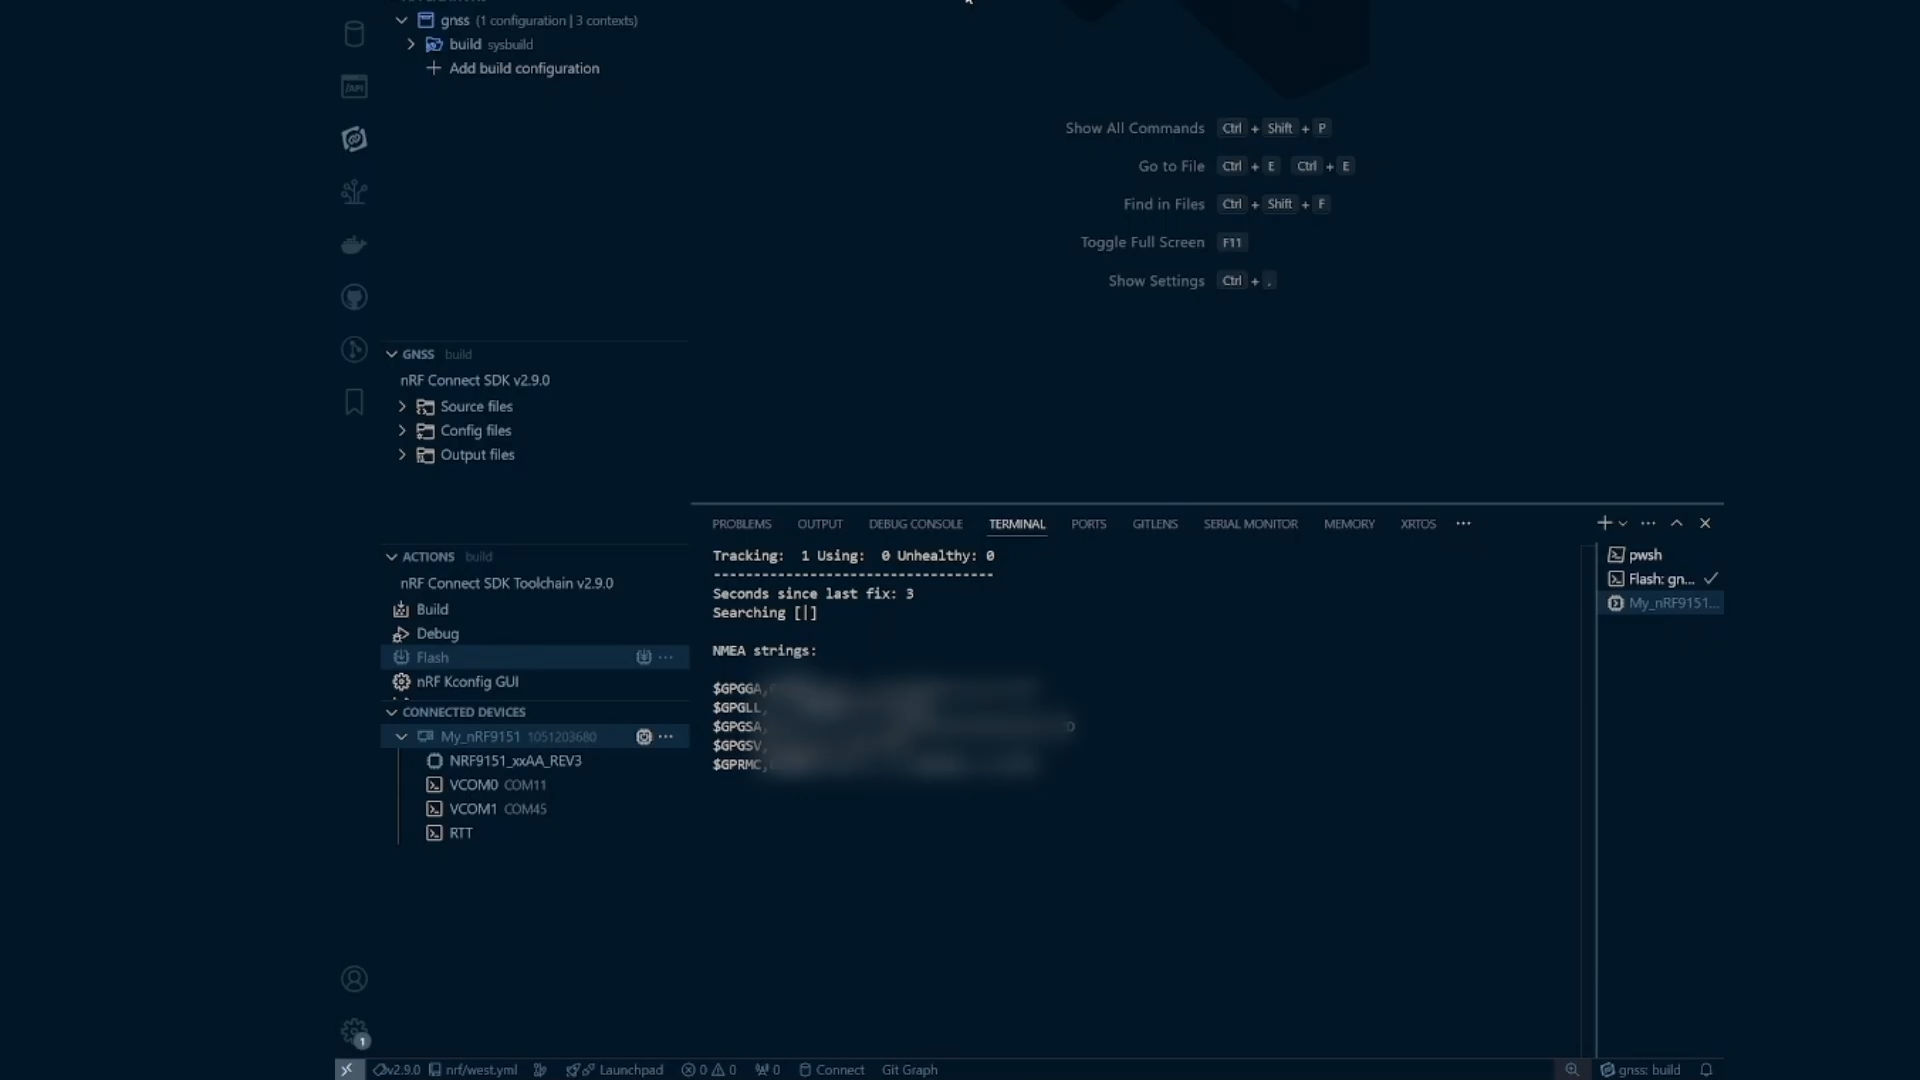 gnss (1 configuration | 3 contexts)
build sysbuild
Add build configuration
/API
Show All Commands Ctrl + Shift + P
Go to File Ctrl + E Ctrl + E
Find in Files Ctrl + Shift + F
Toggle Full Screen F11
Show Settings Ctrl + ,
GNSS build
nRF Connect SDK v2.9.0
Source files
Config files
Output files
ACTIONS build
nRF Connect SDK Toolchain v2.9.0
Build
Debug
Flash
nRF Kconfig GUI
CONNECTED DEVICES
My_nRF9151 1051203680
NRF9151_xxAA_REV3
VCOM0 COM11
VCOM1 COM45
RTT
PROBLEMS OUTPUT DEBUG CONSOLE TERMINAL PORTS GITLENS SERIAL MONITOR MEMORY XRTOS
Tracking: 1 Using: 0 Unhealthy: 0
-----------------------------------
Seconds since last fix: 3
Searching [|]
NMEA strings:
$GPGGA,
$GPGLL,
$GPGSA,
$GPGSV,
$GPRMC,
pwsh
Flash: gn...
My_nRF9151...
1
v2.9.0 nrf/west.yml Launchpad 0 0 0 Connect Git Graph gnss: build